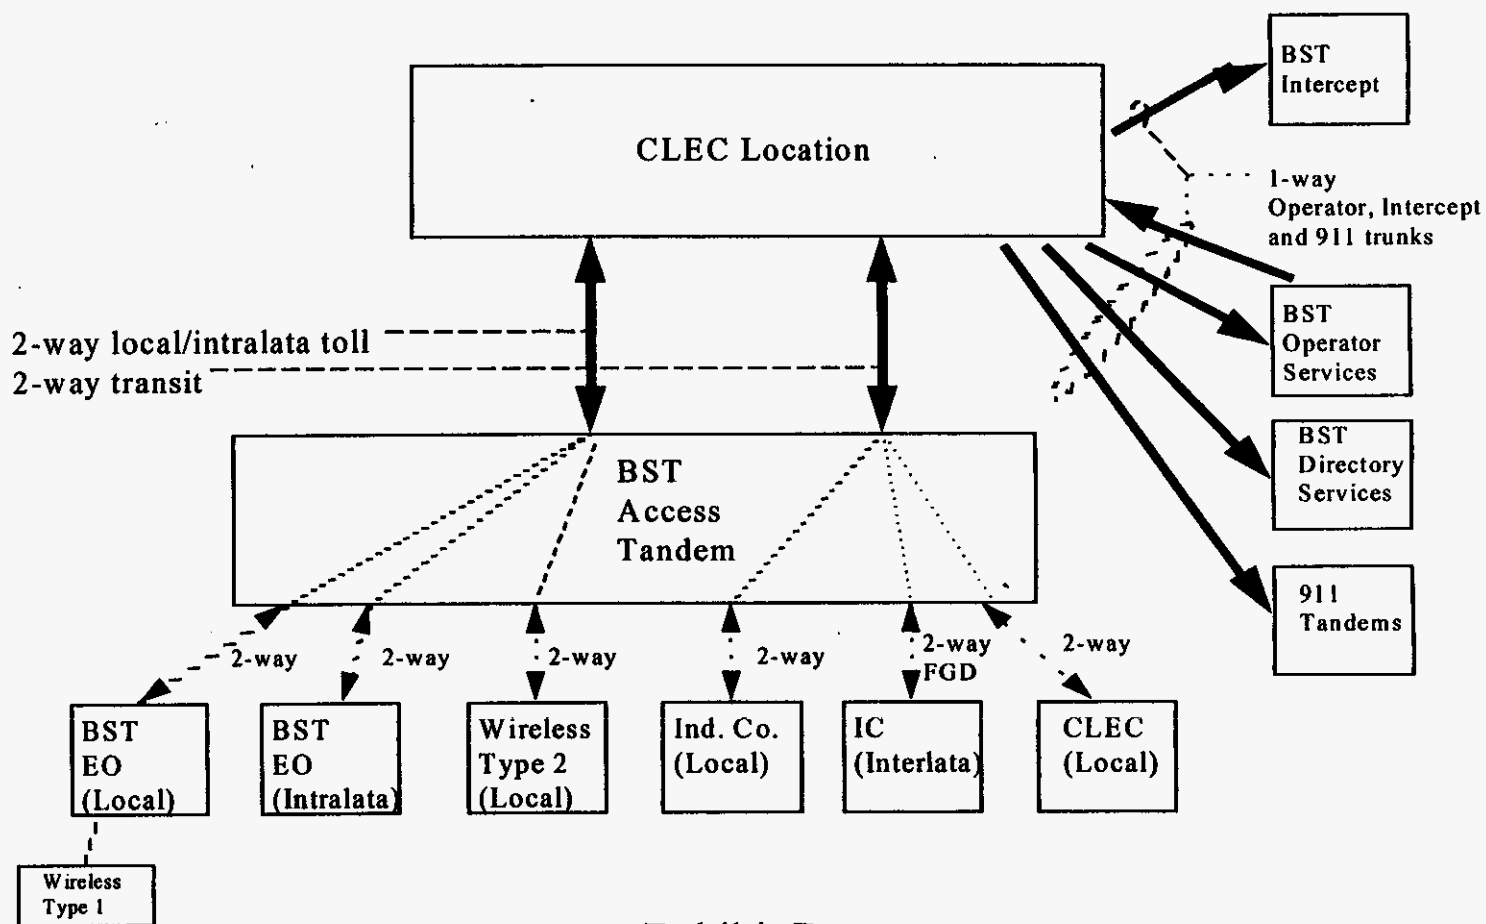 BST
Intercept
CLEC Location
1-way
Operator, Intercept
and 911 trunks
BST
Operator
Services
2-way local/intralata toll
2-way transit
BST
Directory
Services
BST
Access
Tandem
911
Tandems
2-way
2-way
2-way
2-way
2-way
FGD
2-way
BST
EO
(Local)
BST
EO
(Intralata)
Wireless
Type 2
(Local)
Ind. Co.
(Local)
IC
(Interlata)
CLEC
(Local)
Wireless
Type 1